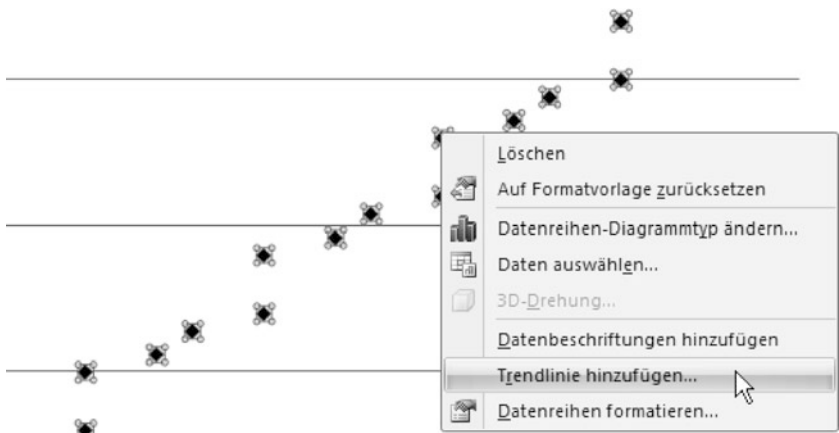 Löschen
Auf Formatvorlage zurücksetzen
Datenreihen-Diagrammtyp ändern...
Daten auswählen...
3D-Drehung...
Datenbeschriftungen hinzufügen
Trendlinie hinzufügen...
Datenreihen formatieren...